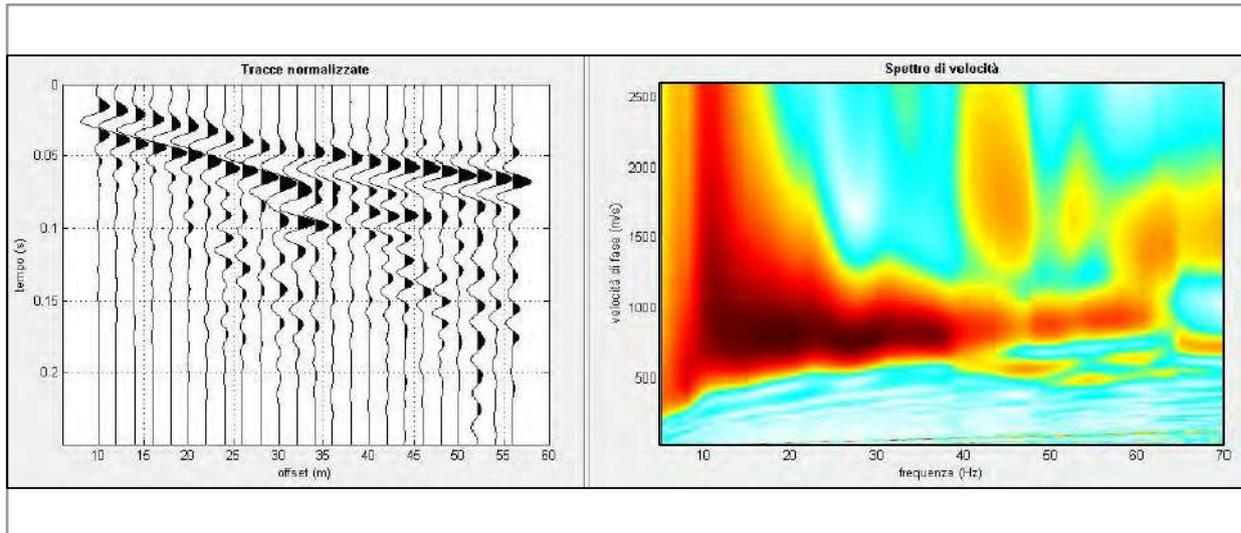 Tracce normalizzate
0
0.05
0.1
0.15
0.2
tempo (s)
10 15 20 25 30 35 40 45 50 55 60
offset (m)
Spettro di velocità
2500
2000
1500
1000
500
velocità di fase (m/s)
10 20 30 40 50 60 70
frequenza (Hz)